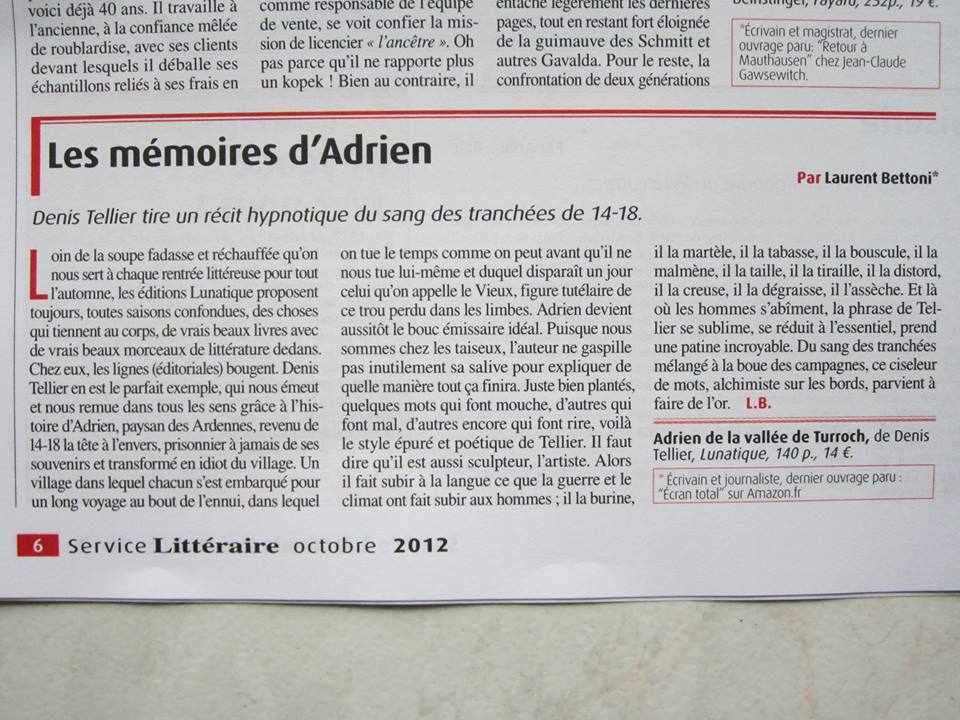 voici déjà 40 ans. Il travaille à
l'ancienne, à la confiance mêlée
de roublardise, avec ses clients
devant lesquels il déballe ses
échantillons reliés à ses frais en
comme responsable de l'équipe
de vente, se voit confier la mis-
sion de licencier « l'ancêtre ». Oh
pas parce qu'il ne rapporte plus
un kopek ! Bien au contraire, il
entache légèrement les dernières
pages, tout en restant fort éloignée
de la guimauve des Schmitt et
autres Gavalda. Pour le reste, la
confrontation de deux générations
Fayard, 252p., 19 €.
*Écrivain et magistrat, dernier
ouvrage paru: "Retour à
Mauthausen" chez Jean-Claude
Gawsewitch.
Les mémoires d'Adrien
Par Laurent Bettoni*
Denis Tellier tire un récit hypnotique du sang des tranchées de 14-18.
Loin de la soupe fadasse et réchauffée qu'on
nous sert à chaque rentrée littéreuse pour tout
l'automne, les éditions Lunatique proposent
toujours, toutes saisons confondues, des choses
qui tiennent au corps, de vrais beaux livres avec
de vrais beaux morceaux de littérature dedans.
Chez eux, les lignes (éditoriales) bougent. Denis
Tellier en est le parfait exemple, qui nous émeut
et nous remue dans tous les sens grâce à l'his-
toire d'Adrien, paysan des Ardennes, revenu de
14-18 la tête à l'envers, prisonnier à jamais de ses
souvenirs et transformé en idiot du village. Un
village dans lequel chacun s'est embarqué pour
un long voyage au bout de l'ennui, dans lequel
on tue le temps comme on peut avant qu'il ne
nous tue lui-même et duquel disparaît un jour
celui qu'on appelle le Vieux, figure tutélaire de
ce trou perdu dans les limbes. Adrien devient
aussitôt le bouc émissaire idéal. Puisque nous
sommes chez les taiseux, l'auteur ne gaspille
pas inutilement sa salive pour expliquer de
quelle manière tout ça finira. Juste bien plantés,
quelques mots qui font mouche, d'autres qui
font mal, d'autres encore qui font rire, voilà
le style épuré et poétique de Tellier. Il faut
dire qu'il est aussi sculpteur, l'artiste. Alors
il fait subir à la langue ce que la guerre et le
climat ont fait subir aux hommes ; il la burine,
il la martèle, il la tabasse, il la bouscule, il la
malmène, il la taille, il la tiraille, il la distord,
il la creuse, il la dégraisse, il l'assèche. Et là
où les hommes s'abîment, la phrase de Tel-
lier se sublime, se réduit à l'essentiel, prend
une patine incroyable. Du sang des tranchées
mélangé à la boue des campagnes, ce ciseleur
de mots, alchimiste sur les bords, parvient à
faire de l'or. L.B.
Adrien de la vallée de Turroch, de Denis
Tellier, Lunatique, 140 p., 14 €.
* Écrivain et journaliste, dernier ouvrage paru :
"Écran total" sur Amazon.fr
6 Service Littéraire octobre 2012